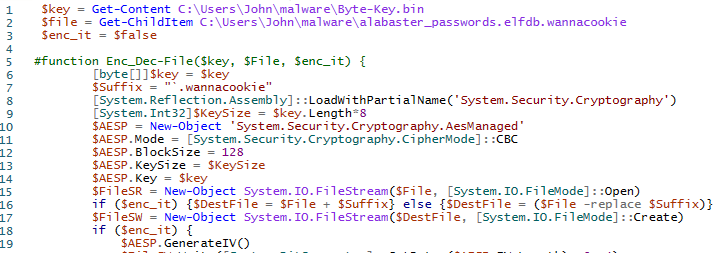 1 $key = Get-Content C:\Users\John\malware\Byte-Key.bin
2 $file = Get-ChildItem C:\Users\John\malware\alabaster_passwords.elfdb.wannacookie
3 $enc_it = $false
4
5 #function Enc_Dec-File($key, $File, $enc_it) {
6 [byte[]]$key = $key
7 $Suffix = "`.wannacookie"
8 [System.Reflection.Assembly]::LoadWithPartialName('System.Security.Cryptography')
9 [System.Int32]$KeySize = $key.Length*8
10 $AESP = New-Object 'System.Security.Cryptography.AesManaged'
11 $AESP.Mode = [System.Security.Cryptography.CipherMode]::CBC
12 $AESP.BlockSize = 128
13 $AESP.KeySize = $KeySize
14 $AESP.Key = $key
15 $FileSR = New-Object System.IO.FileStream($File, [System.IO.FileMode]::Open)
16 if ($enc_it) {$DestFile = $File + $Suffix} else {$DestFile = ($File -replace $Suffix)}
17 $FileSW = New-Object System.IO.FileStream($DestFile, [System.IO.FileMode]::Create)
18 if ($enc_it) {
19 $AESP.GenerateIV()